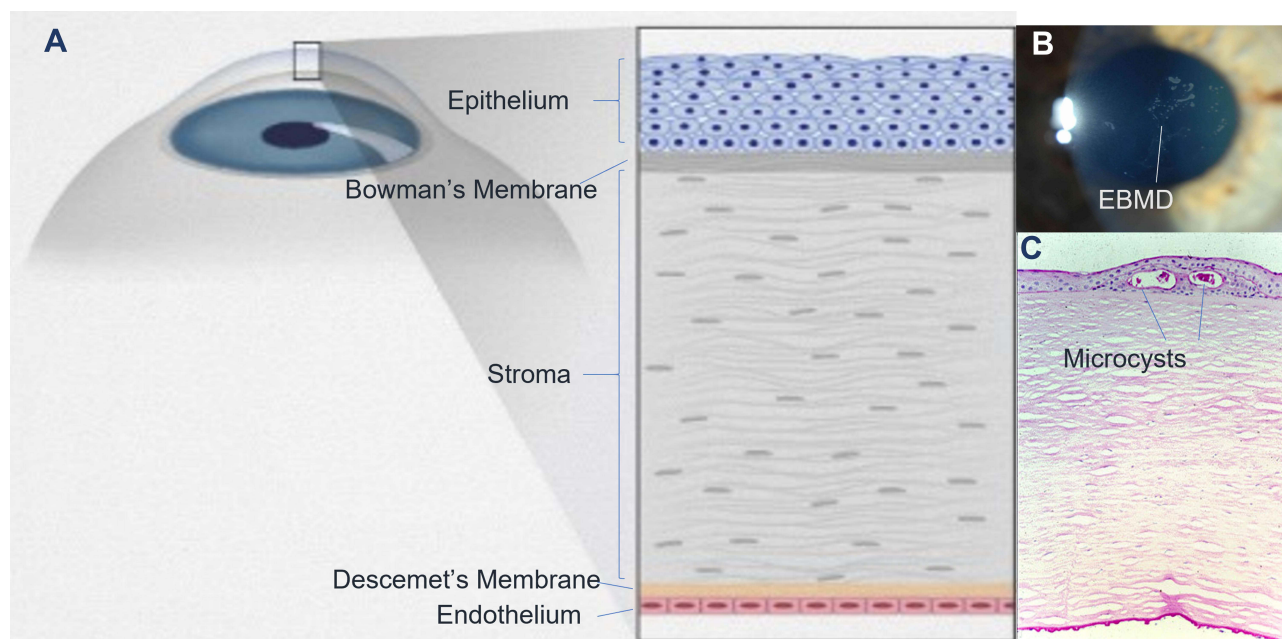 A
Epithelium
Bowman's Membrane
Stroma
Descemet's Membrane
Endothelium
B
EBMD
C
Microcysts